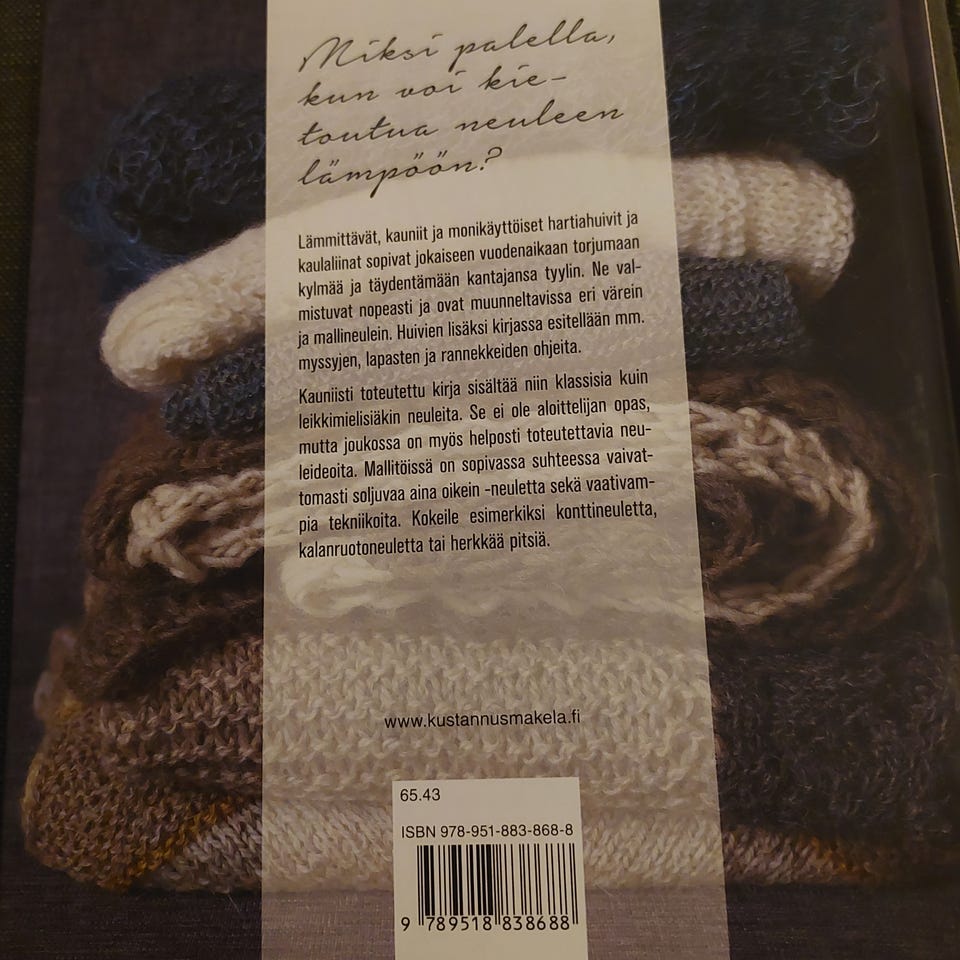 Miksi palella,
kun voi kie-
toutua neuleen
lämpöön?
Lämmittävät, kauniit ja monikäyttöiset hartiahuivit ja
kaulaliinat sopivat jokaiseen vuodenaikaan torjumaan
kylmää ja täydentämään kantajansa tyylin. Ne val-
mistuvat nopeasti ja ovat muunneltavissa eri värein
ja mallineulein. Huivien lisäksi kirjassa esitellään mm.
myssyjen, lapasten ja rannekkeiden ohjeita.
Kauniisti toteutettu kirja sisältää niin klassisia kuin
leikkimielisiäkin neuleita. Se ei ole aloittelijan opas,
mutta joukossa on myös helposti toteutettavia neu-
leideoita. Mallitöissä on sopivassa suhteessa vaivat-
tomasti soljuvaa aina oikein -neuletta sekä vaativam-
pia tekniikoita. Kokeile esimerkiksi konttineuletta,
kalanruotoneuletta tai herkkää pitsiä.
www.kustannusmakela.fi
65.43
ISBN 978-951-883-868-8
9 789518 838688